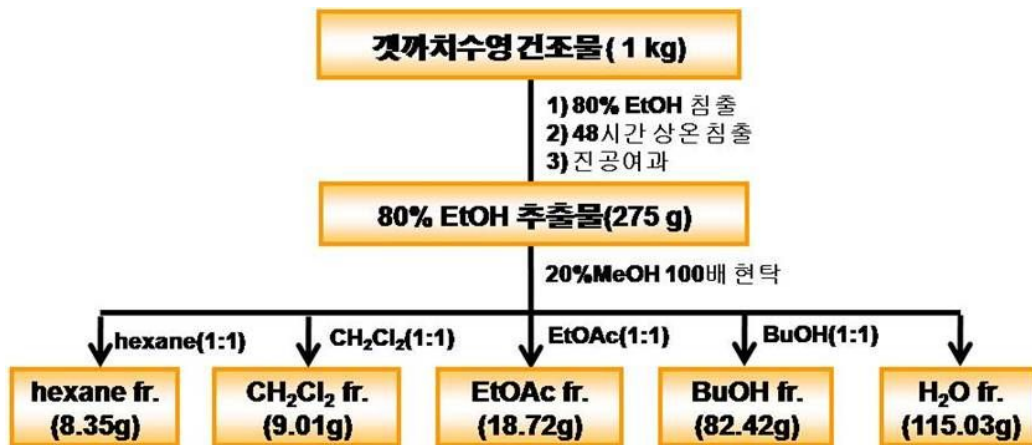 갯까치수영건조물( 1 kg)
1) 80% EtOH 침출
2) 48시간 상온침출
3) 진공여과
80% EtOH 추출물(275 g)
20%MeOH 100배 현탁
hexane(1:1)
CH₂Cl₂(1:1)
EtOAc(1:1)
BuOH(1:1)
hexane fr.
(8.35g)
CH₂Cl₂ fr.
(9.01g)
EtOAc fr.
(18.72g)
BuOH fr.
(82.42g)
H₂O fr.
(115.03g)